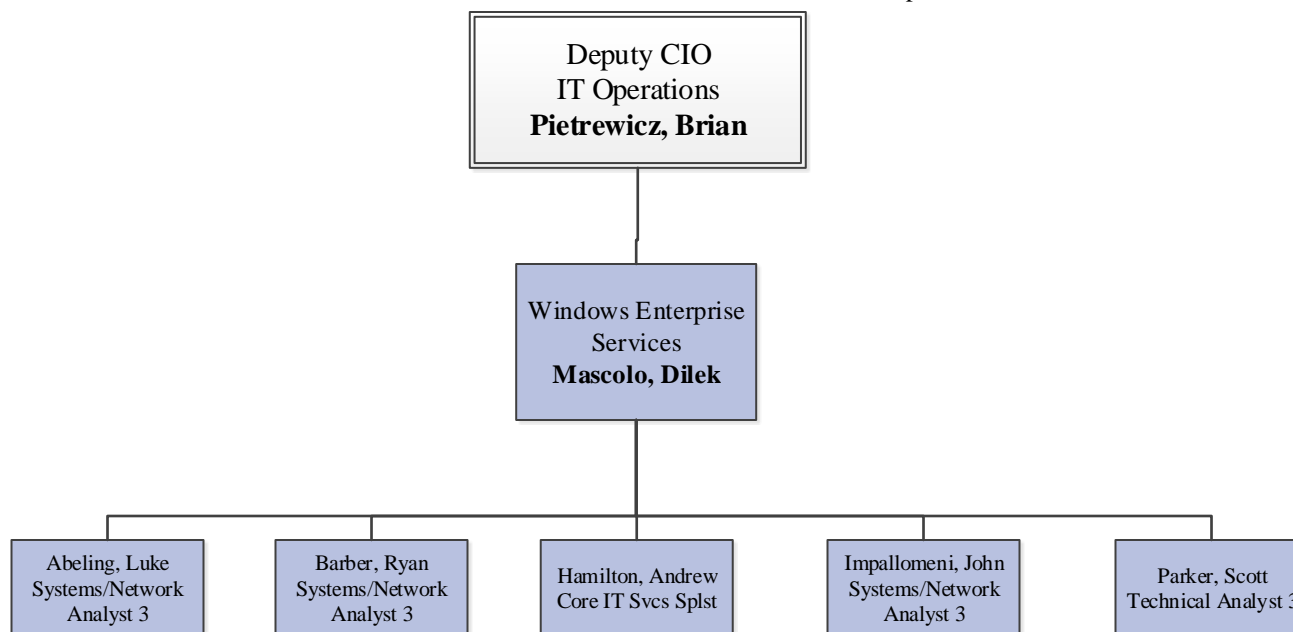 Deputy CIO
IT Operations
Pietrewicz, Brian
Windows Enterprise
Services
Mascolo, Dilek
Abeling, Luke
Systems/Network
Analyst 3
Barber, Ryan
Systems/Network
Analyst 3
Hamilton, Andrew
Core IT Svcs Splst
Impallomeni, John
Systems/Network
Analyst 3
Parker, Scott
Technical Analyst 3